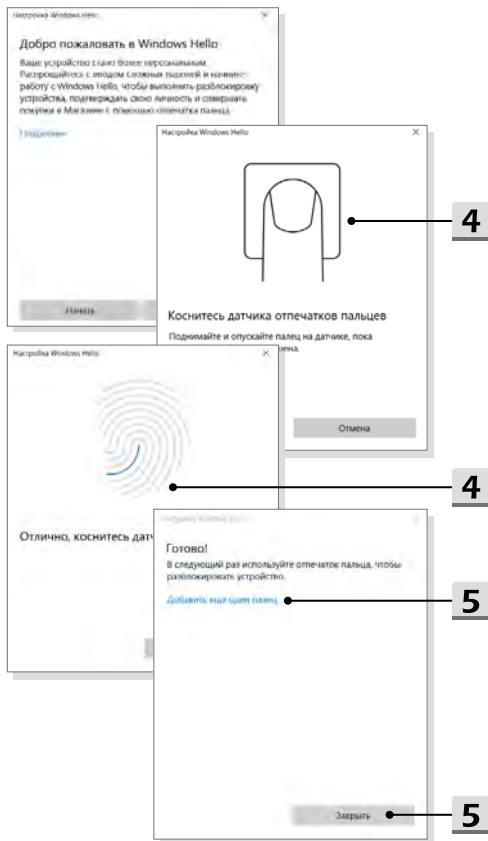 Настройка Windows Hello
Добро пожаловать в Windows Hello
Ваше устройство стало более персональным.
Распрощайтесь с вводом сложных паролей и начните
работу с Windows Hello, чтобы выполнять разблокировку
устройства, подтверждать свою личность и совершать
покупки в Магазине с помощью отпечатка пальца.
Подробнее
Начать
Настройка Windows Hello
4
Коснитесь датчика отпечатков пальцев
Поднимайте и опускайте палец на датчике, пока
Отмена
Настройка Windows Hello
4
Отлично, коснитесь
Настройка Windows Hello
Готово!
В следующий раз используйте отпечаток пальца, чтобы
разблокировать устройство.
Добавить еще один палец
5
Закрыть
5